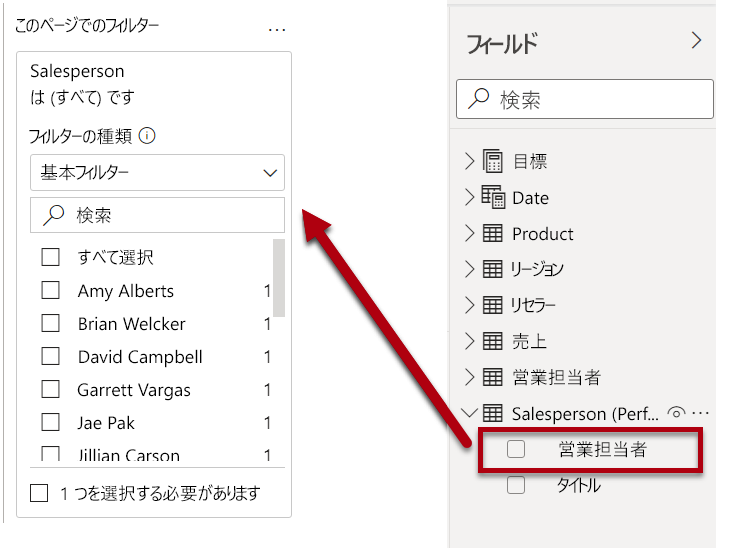 このページでのフィルター
...
Salesperson
は (すべて) です
フィルターの種類
基本フィルター
検索
すべて選択
Amy Alberts 1
Brian Welcker 1
David Campbell 1
Garrett Vargas 1
Jae Pak 1
Jillian Carson 1
1 つを選択する必要があります
フィールド
検索
目標
Date
Product
リージョン
リセラー
売上
営業担当者
Salesperson (Perf... ...
営業担当者
タイトル